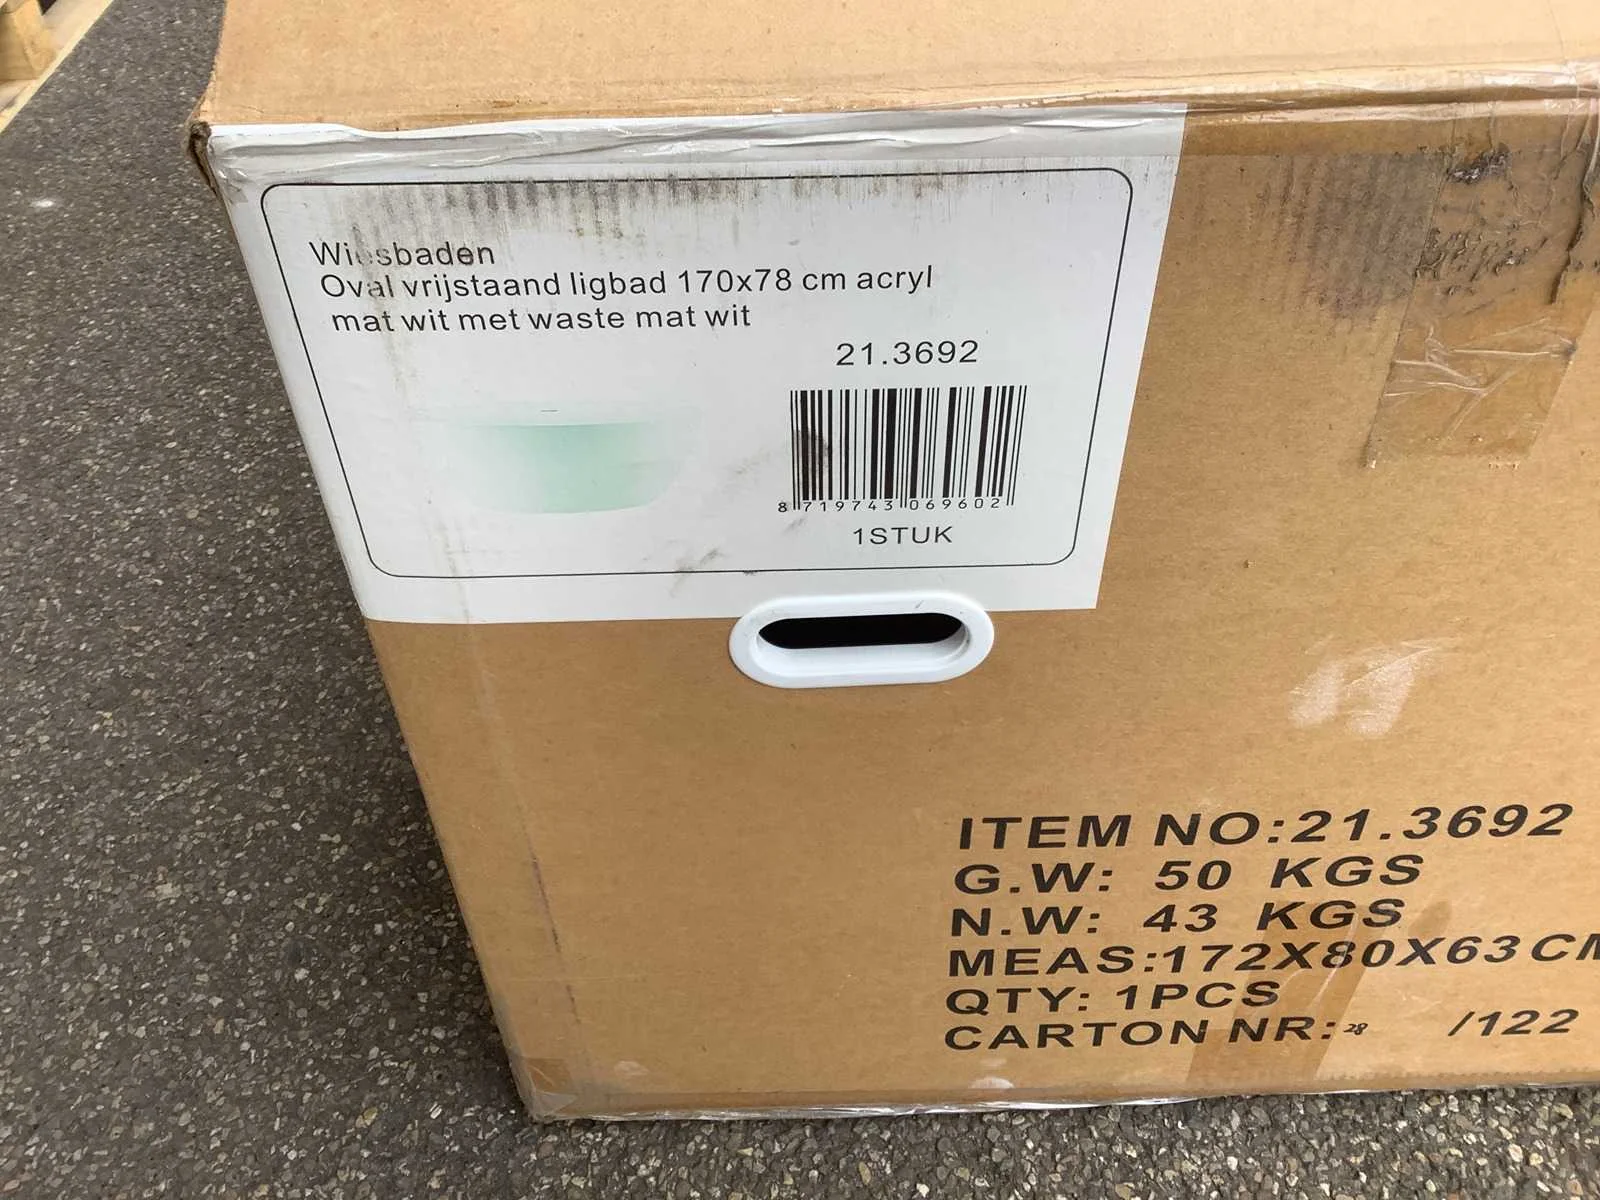 Wiesbaden
Oval vrijstaand ligbad 170x78 cm acryl
mat wit met waste mat wit
21.3692
8 719743 069602
1STUK
ITEM NO:21.3692
G.W: 50 KGS
N.W: 43 KGS
MEAS:172X80X63CM
QTY: 1PCS
CARTON NR: 28 /122